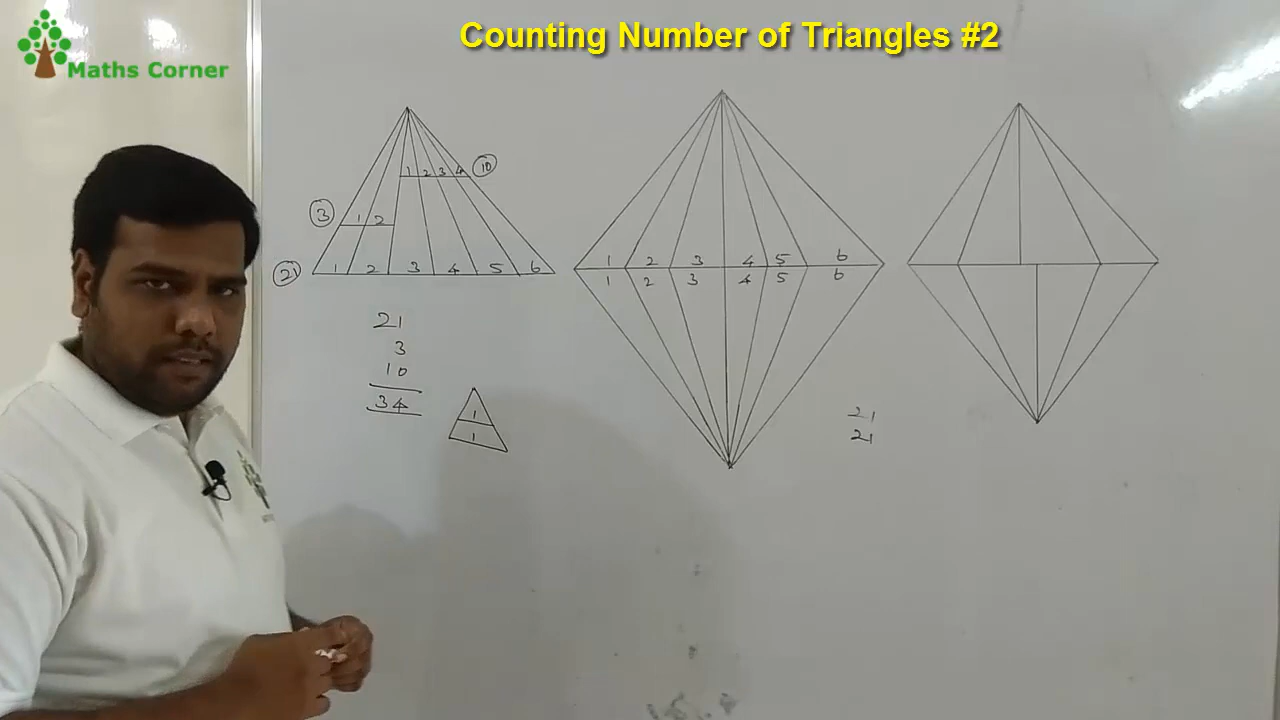 Counting Number of Triangles #2
Maths Corner
1 2 3 4 10
3 1 2
21 1 2 3 4 5 6
21
3
10
34
1
1
1 2 3 4 5 6
1 2 3 4 5 6
21
21